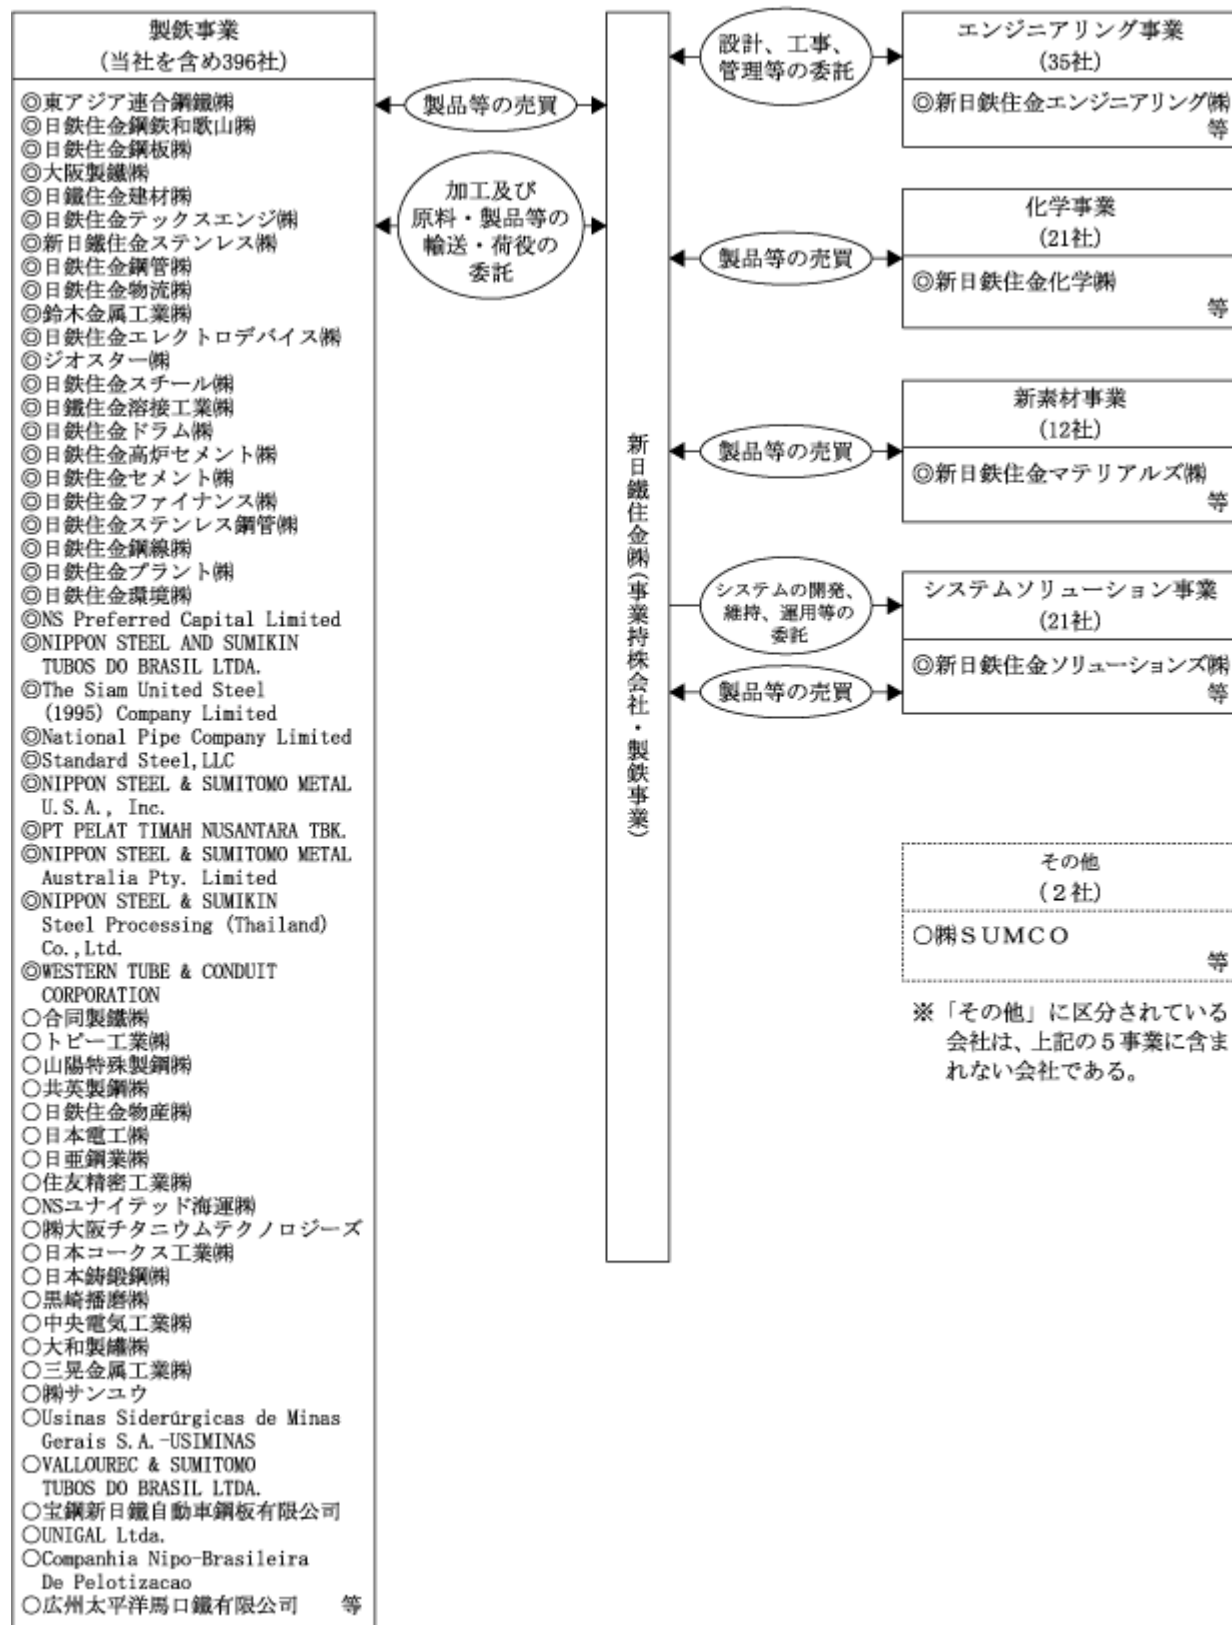 製鉄事業
(当社を含め396社)
◎東アジア連合鋼鐵㈱
◎日鉄住金鋼鉄和歌山㈱
◎日鉄住金鋼板㈱
◎大阪製鐵㈱
◎日鐵住金建材㈱
◎日鉄住金テックスエンジ㈱
◎新日鐵住金ステンレス㈱
◎日鉄住金鋼管㈱
◎日鉄住金物流㈱
◎鈴木金属工業㈱
◎日鉄住金エレクトロデバイス㈱
◎ジオスター㈱
◎日鉄住金スチール㈱
◎日鐵住金溶接工業㈱
◎日鉄住金ドラム㈱
◎日鉄住金高炉セメント㈱
◎日鉄住金セメント㈱
◎日鉄住金ファイナンス㈱
◎日鉄住金ステンレス鋼管㈱
◎日鉄住金鋼線㈱
◎日鉄住金プラント㈱
◎日鉄住金環境㈱
◎NS Preferred Capital Limited
◎NIPPON STEEL AND SUMIKIN
TUBOS DO BRASIL LTDA.
◎The Siam United Steel
(1995) Company Limited
◎National Pipe Company Limited
◎Standard Steel,LLC
◎NIPPON STEEL & SUMITOMO METAL
U.S.A., Inc.
◎PT PELAT TIMAH NUSANTARA TBK.
◎NIPPON STEEL & SUMITOMO METAL
Australia Pty. Limited
◎NIPPON STEEL & SUMIKIN
Steel Processing (Thailand)
Co.,Ltd.
◎WESTERN TUBE & CONDUIT
CORPORATION
○合同製鐵㈱
○トピー工業㈱
○山陽特殊製鋼㈱
○共英製鋼㈱
○日鉄住金物産㈱
○日本電工㈱
○日亜鋼業㈱
○住友精密工業㈱
○NSユナイテッド海運㈱
○㈱大阪チタニウムテクノロジーズ
○日本コークス工業㈱
○日本鋳鍛鋼㈱
○黒崎播磨㈱
○中央電気工業㈱
○大和製罐㈱
○三晃金属工業㈱
○㈱サンユウ
○Usinas Siderúrgicas de Minas
Gerais S.A.-USIMINAS
○VALLOUREC & SUMITOMO
TUBOS DO BRASIL LTDA.
○宝鋼新日鐵自動車鋼板有限公司
○UNIGAL Ltda.
○Companhia Nipo-Brasileira
De Pelotizacao
○広州太平洋馬口鐵有限公司 等
製品等の売買
加工及び
原料・製品等の
輸送・荷役の
委託
新日鐵住金㈱(事業持株会社・製鉄事業)
設計、工事、
管理等の委託
製品等の売買
製品等の売買
システムの開発、
維持、運用等の
委託
製品等の売買
エンジニアリング事業
(35社)
◎新日鉄住金エンジニアリング㈱
等
化学事業
(21社)
◎新日鉄住金化学㈱
等
新素材事業
(12社)
◎新日鉄住金マテリアルズ㈱
等
システムソリューション事業
(21社)
◎新日鉄住金ソリューションズ㈱
等
その他
(2社)
○㈱SUMCO
等
※「その他」に区分されている
会社は、上記の5事業に含ま
れない会社である。